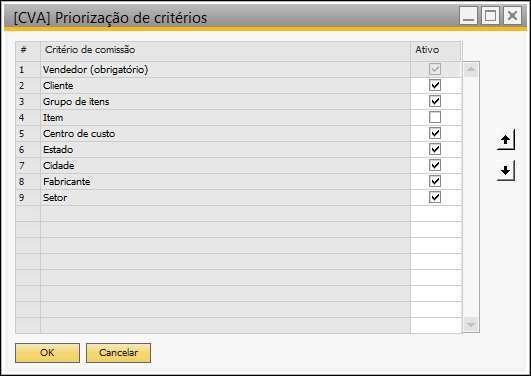 [CVA] Priorização de critérios
# Critério de comissão Ativo
1 Vendedor (obrigatório)
2 Cliente
3 Grupo de itens
4 Item
5 Centro de custo
6 Estado
7 Cidade
8 Fabricante
9 Setor
OK Cancelar